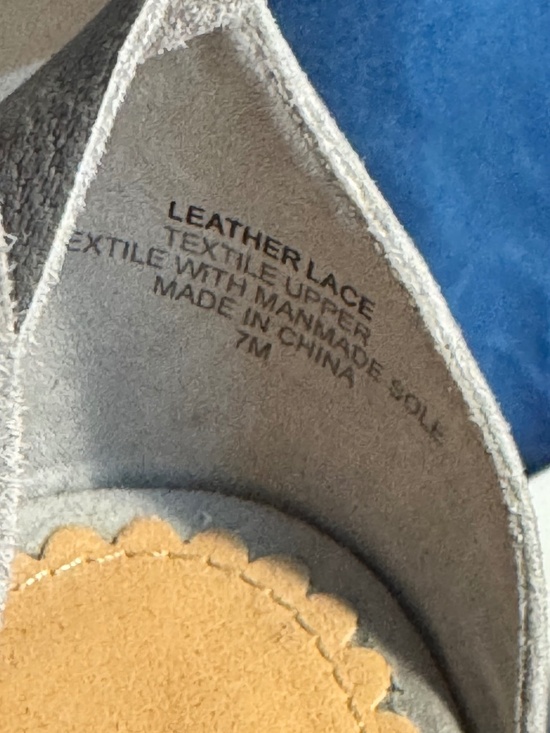 LEATHER LACE
TEXTILE UPPER
EXTILE WITH MANMADE SOLE
MADE IN CHINA
7M